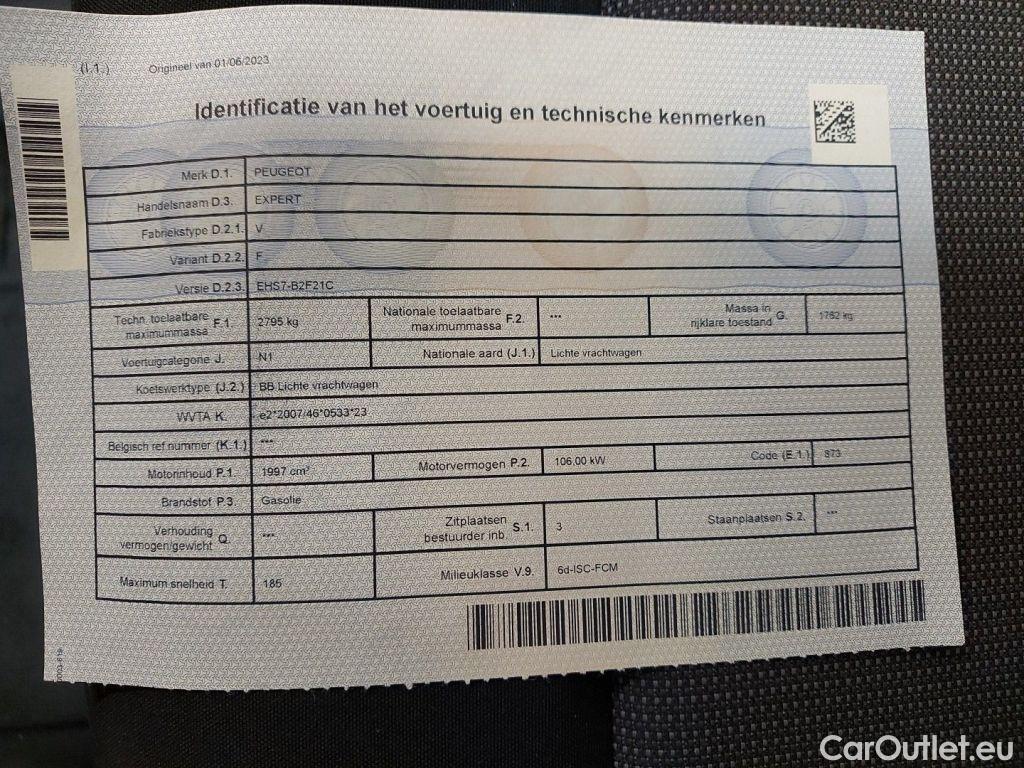 (I.1.) Origineel van 01/06/2023
Identificatie van het voertuig en technische kenmerken
Merk D.1. PEUGEOT
Handelsnaam D.3. EXPERT
Fabriekstype D.2.1. V
Variant D.2.2. F
Versie D.2.3. EHS7-B2F21C
Techn. toelaatbare maximummassa F.1. 2795 kg Nationale toelaatbare maximummassa F.2. *** Massa in rijklare toestand G. 1762 kg
Voertuigcategorie J. N1 Nationale aard (J.1.) Lichte vrachtwagen
Koetswerktype (J.2.) BB Lichte vrachtwagen
WVTA K. e2*2007/46*0533*23
Belgisch ref nummer (K.1.) ***
Motorinhoud P.1. 1997 cm³ Motorvermogen P.2. 106,00 kW Code (E.1.) 873
Brandstof P.3. Gasolie
Verhouding vermogen/gewicht Q. *** Zitplaatsen bestuurder inb. S.1. 3 Staanplaatsen S.2. ***
Maximum snelheid T. 185 Milieuklasse V.9. 6d-ISC-FCM
CarOutlet.eu